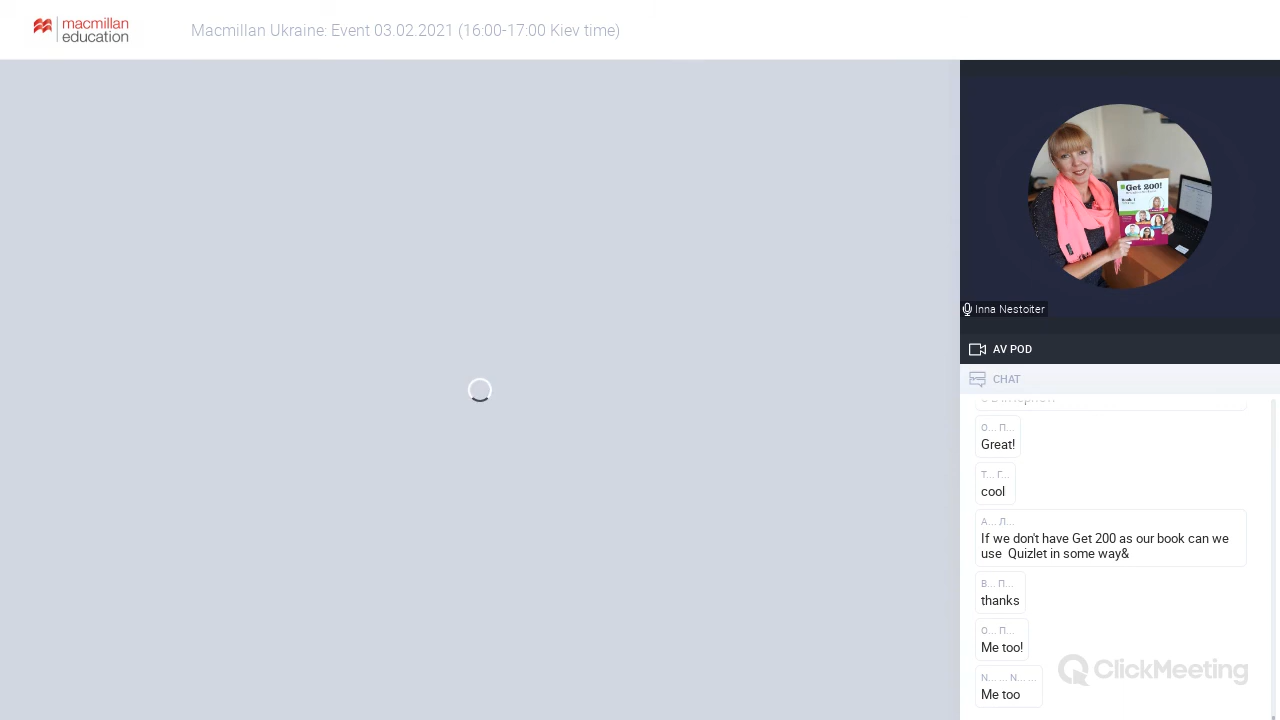 macmillan
education
Macmillan Ukraine: Event 03.02.2021 (16:00-17:00 Kiev time)
Get 200!
Inna Nestoiter
AV POD
CHAT
О... П...
Great!
Т... Г...
cool
А... Л...
If we don't have Get 200 as our book can we
use Quizlet in some way&
В... П...
thanks
О... П...
Me too!
N... ... N... ...
Me too
ClickMeeting